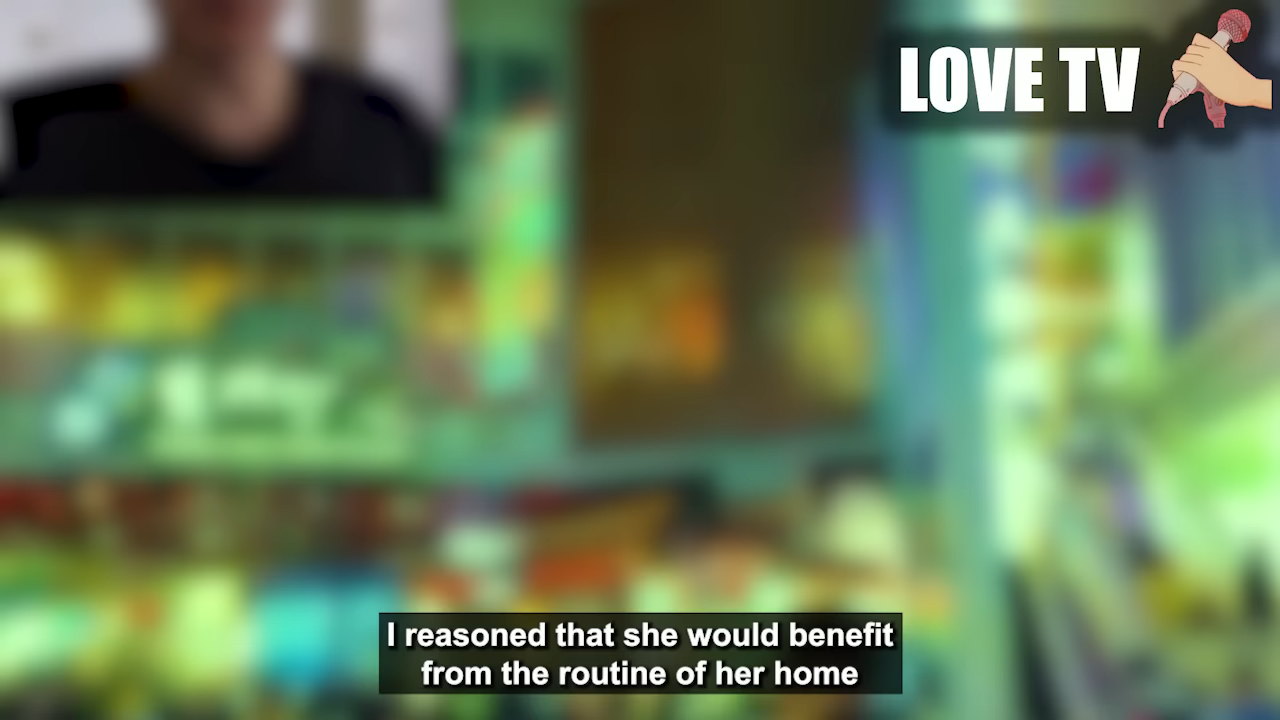 LOVE TV
I reasoned that she would benefit
from the routine of her home